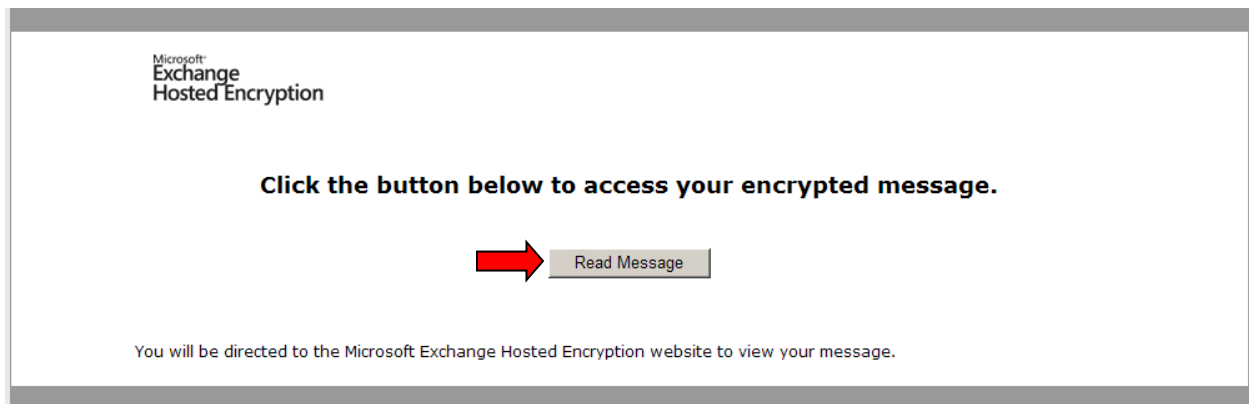 Microsoft
Exchange
Hosted Encryption
Click the button below to access your encrypted message.
Read Message
You will be directed to the Microsoft Exchange Hosted Encryption website to view your message.